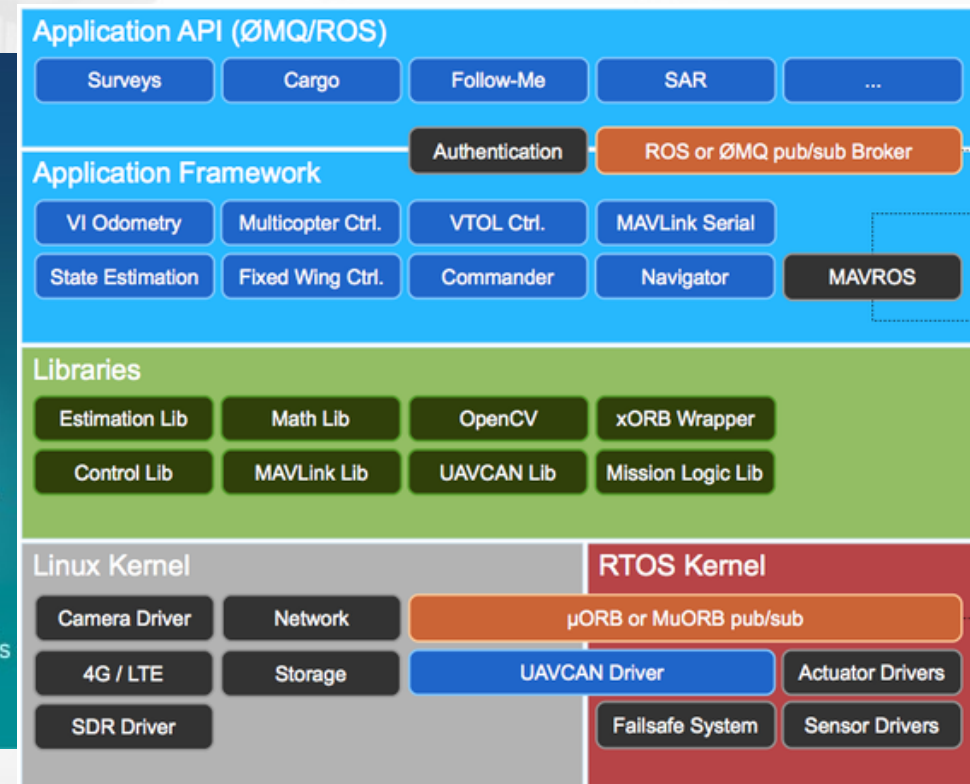 Application API (ØMQ/ROS)
Surveys
Cargo
Follow-Me
SAR
...
Authentication
ROS or ØMQ pub/sub Broker
Application Framework
VI Odometry
Multicopter Ctrl.
VTOL Ctrl.
MAVLink Serial
State Estimation
Fixed Wing Ctrl.
Commander
Navigator
MAVROS
Libraries
Estimation Lib
Math Lib
OpenCV
xORB Wrapper
Control Lib
MAVLink Lib
UAVCAN Lib
Mission Logic Lib
Linux Kernel
RTOS Kernel
Camera Driver
Network
µORB or MuORB pub/sub
s
4G / LTE
Storage
UAVCAN Driver
Actuator Drivers
SDR Driver
Failsafe System
Sensor Drivers